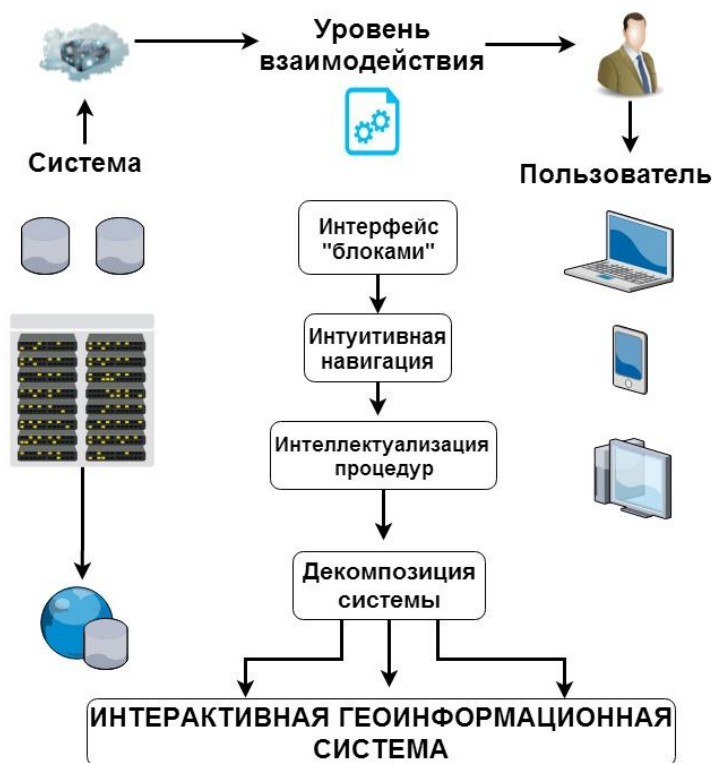 Уровень
взаимодействия
Система
Пользователь
Интерфейс
"блоками"
Интуитивная
навигация
Интеллектуализация
процедур
Декомпозиция
системы
ИНТЕРАКТИВНАЯ ГЕОИНФОРМАЦИОННАЯ
СИСТЕМА